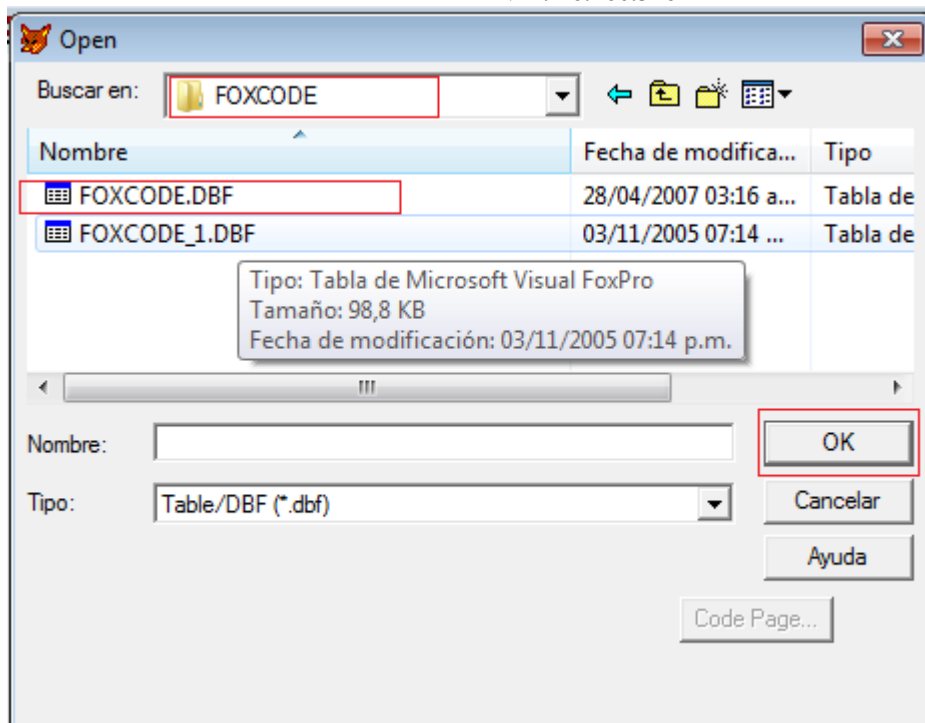 Open
Buscar en: FOXCODE
Nombre Fecha de modifica... Tipo
FOXCODE.DBF 28/04/2007 03:16 a... Tabla de
FOXCODE_1.DBF 03/11/2005 07:14 ... Tabla de
Tipo: Tabla de Microsoft Visual FoxPro
Tamaño: 98,8 KB
Fecha de modificación: 03/11/2005 07:14 p.m.
Nombre: OK
Tipo: Table/DBF (*.dbf) Cancelar
Ayuda
Code Page...